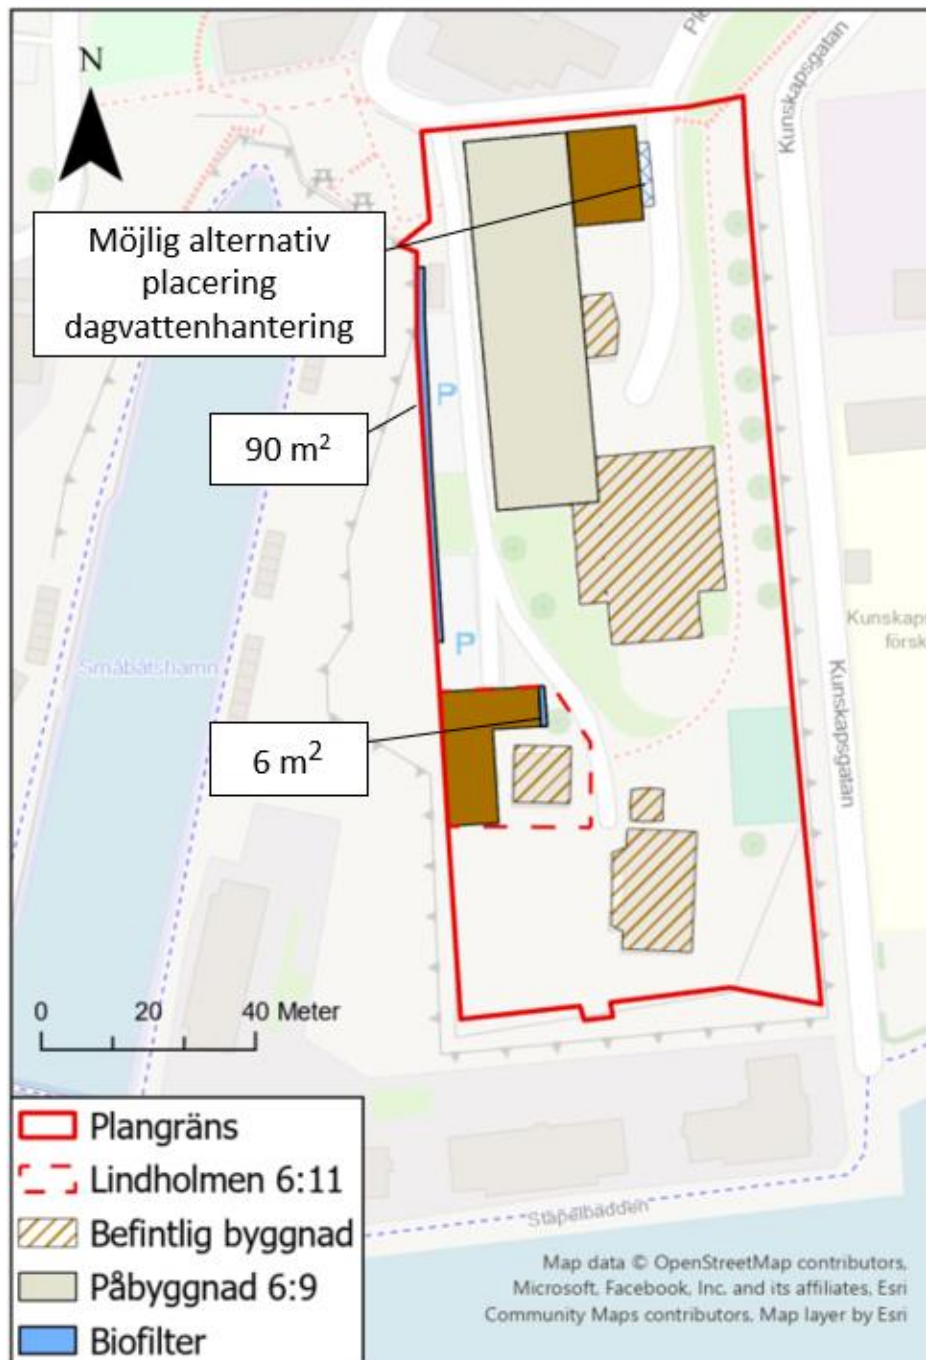 N
Kunskapsgatan
Möjlig alternativ
placering
dagvattenhantering
P
90 m²
P
Småbåtshamn
6 m²
Kunskapsgatan
0 20 40 Meter
Plangräns
Lindholmen 6:11
Befintlig byggnad
Påbyggnad 6:9
Biofilter
Stapelbädden
Map data © OpenStreetMap contributors,
Microsoft, Facebook, Inc. and its affiliates, Esri
Community Maps contributors, Map layer by Esri